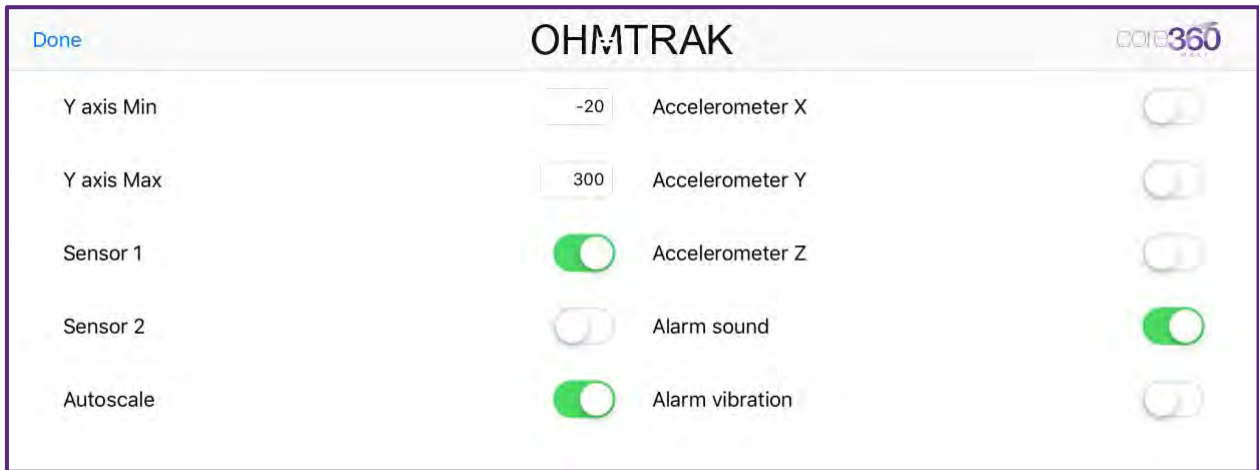 Done OHMTRAK core360
Y axis Min -20 Accelerometer X
Y axis Max 300 Accelerometer Y
Sensor 1 Accelerometer Z
Sensor 2 Alarm sound
Autoscale Alarm vibration